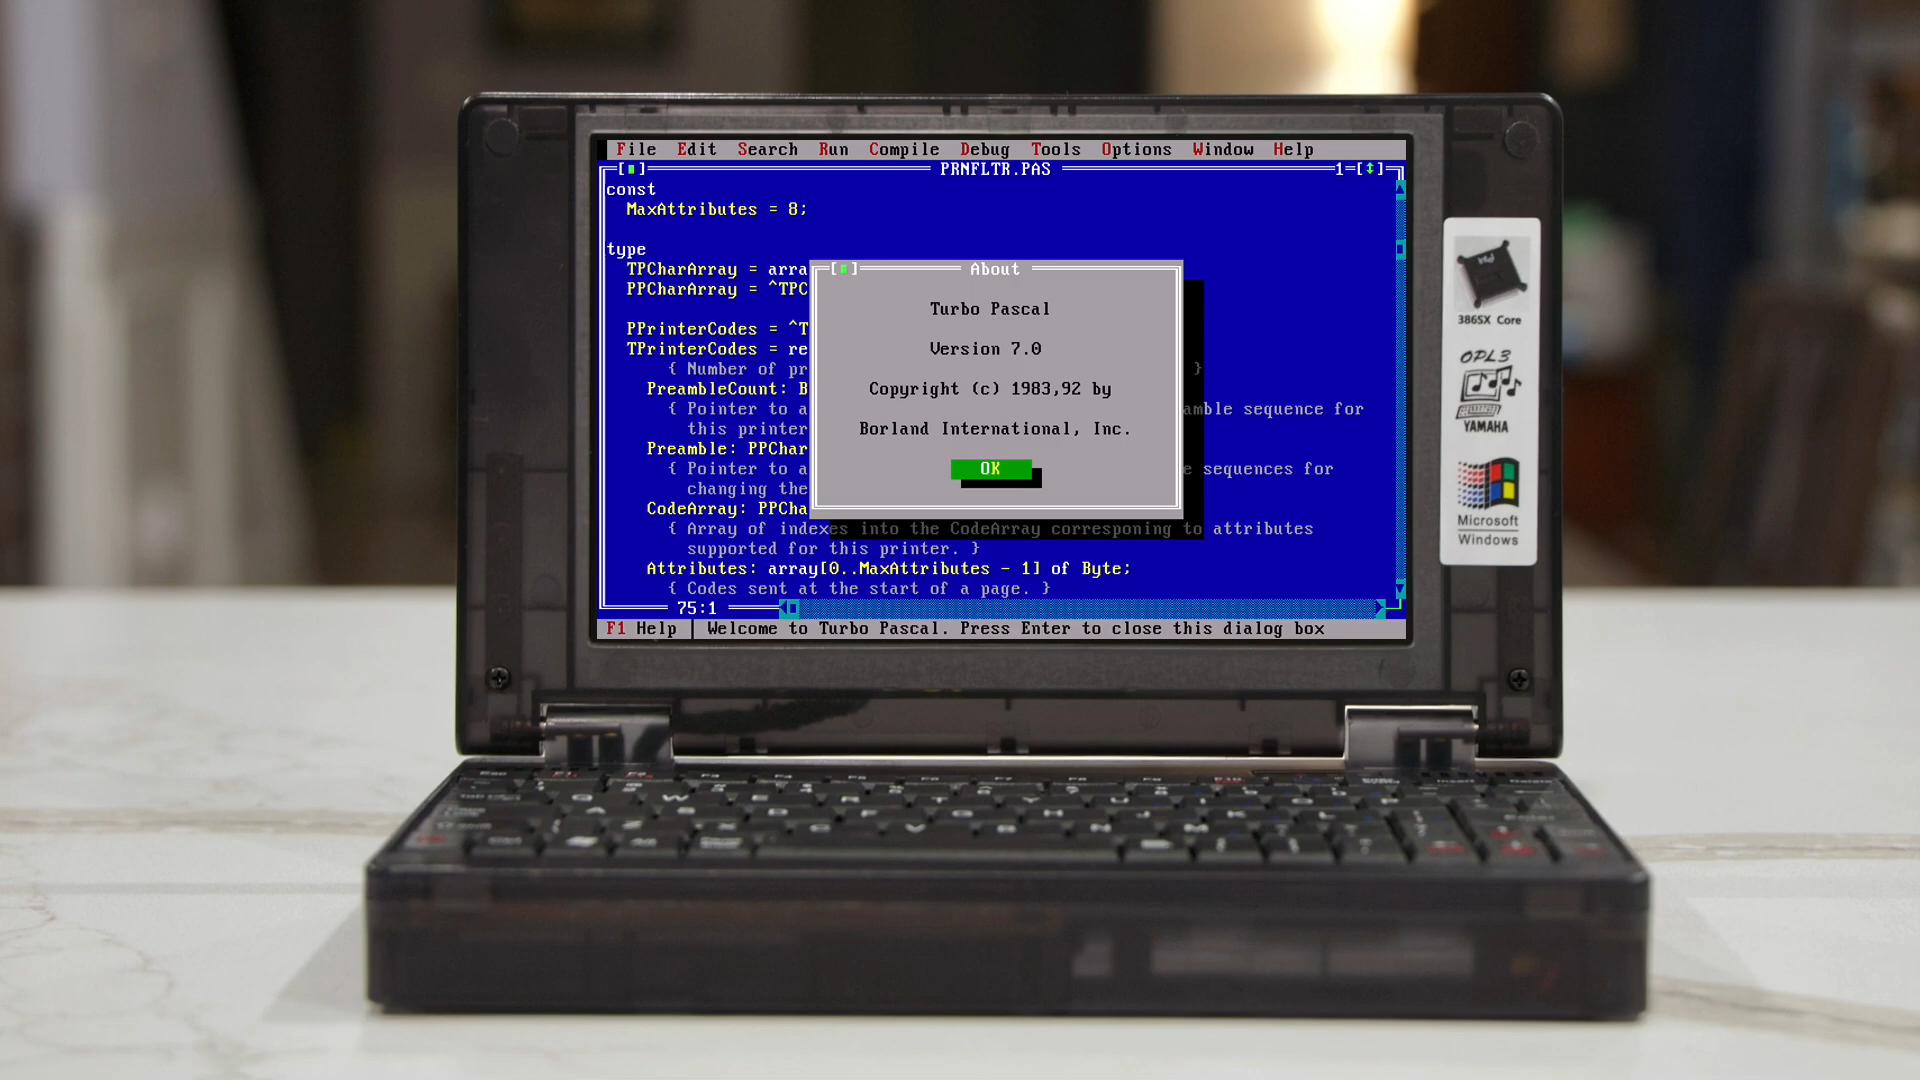 File Edit Search Run Compile Debug Tools Options Window Help
PRNFLTR.PAS 1
const
MaxAttributes = 8;
type
TPCharArray = arra
PPCharArray = ^TPC
PPrinterCodes = ^T
TPrinterCodes = re
{ Number of pr }
PreambleCount: B
{ Pointer to a amble sequence for
this printer
Preamble: PPChar
{ Pointer to a e sequences for
changing the
CodeArray: PPCha
{ Array of indexes into the CodeArray corresponing to attributes
supported for this printer. }
Attributes: array[0..MaxAttributes - 1] of Byte;
{ Codes sent at the start of a page. }
75:1
F1 Help | Welcome to Turbo Pascal. Press Enter to close this dialog box
About
Turbo Pascal
Version 7.0
Copyright (c) 1983,92 by
Borland International, Inc.
OK
386SX Core
OPL3
YAMAHA
Microsoft
Windows
Q W E R T Y U I O P
A S D F G H J K L
Z X C V B N M